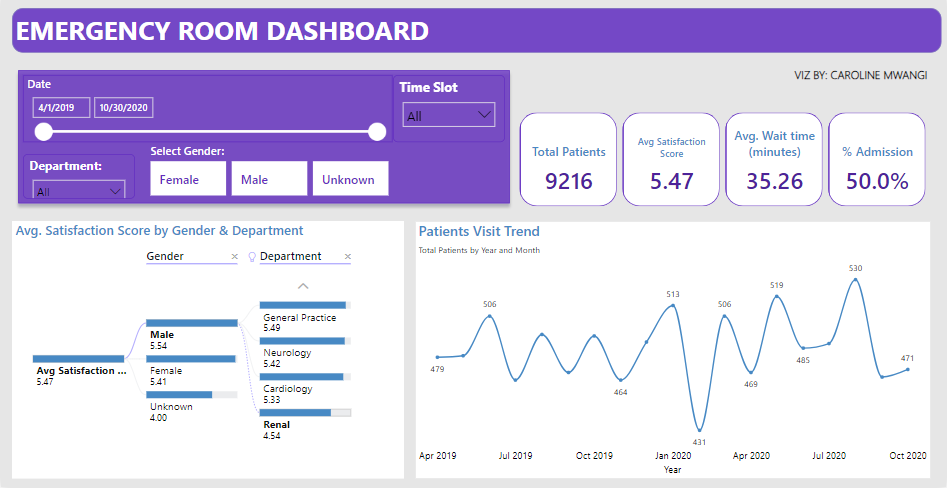 EMERGENCY ROOM DASHBOARD
VIZ BY: CAROLINE MWANGI
Date
4/1/2019 10/30/2020
Time Slot
All
Department:
All
Select Gender:
Female Male Unknown
Total Patients
9216
Avg Satisfaction
Score
5.47
Avg. Wait time
(minutes)
35.26
% Admission
50.0%
Avg. Satisfaction Score by Gender & Department
Gender
Department
Avg Satisfaction ...
5.47
Male
5.54
Female
5.41
Unknown
4.00
General Practice
5.49
Neurology
5.42
Cardiology
5.33
Renal
4.54
Patients Visit Trend
Total Patients by Year and Month
479
506
464
513
431
506
469
519
485
530
471
Apr 2019 Jul 2019 Oct 2019 Jan 2020 Apr 2020 Jul 2020 Oct 2020
Year